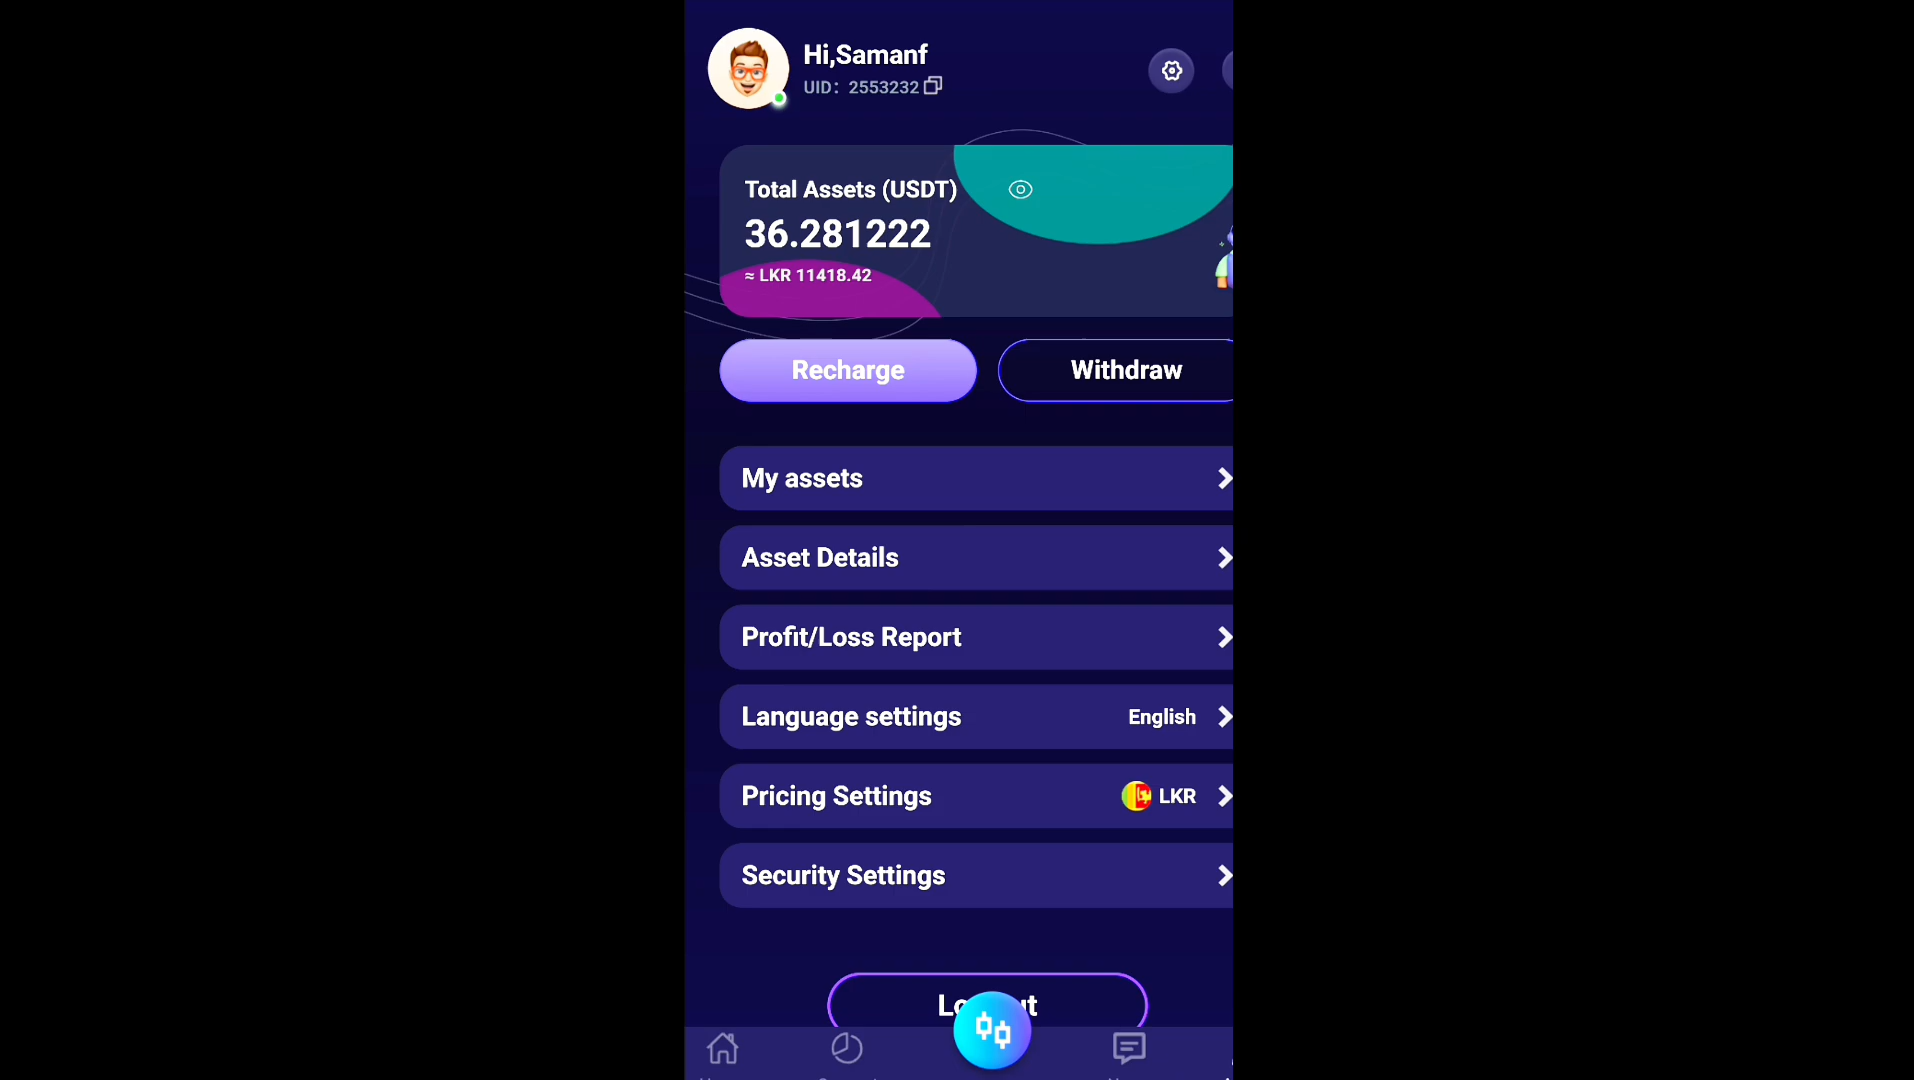 Hi,Samanf
UID: 2553232
Total Assets (USDT)
36.281222
≈ LKR 11418.42
Recharge
Withdraw
My assets
Asset Details
Profit/Loss Report
Language settings English
Pricing Settings LKR
Security Settings